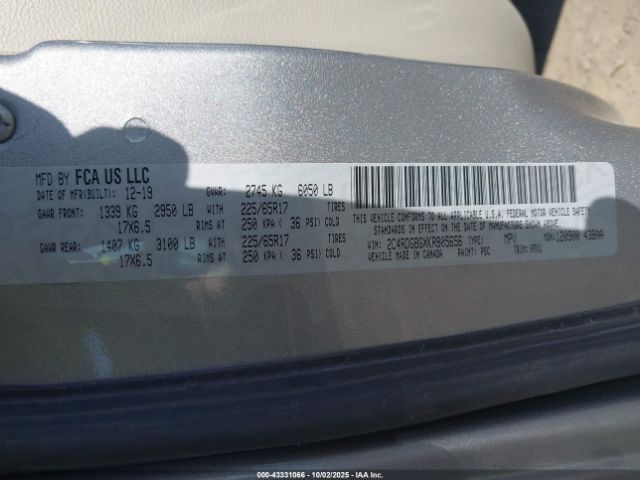 MFD BY FCA US LLC
DATE OF MFR(BUILT): 12-19 GVWR: 2745 KG 6050 LB
GAWR FRONT: 1339 KG 2950 LB WITH 225/65R17 TIRES
17X6.5 RIMS AT 250 KPA ( 36 PSI) COLD
GAWR REAR: 1407 KG 3100 LB WITH 225/65R17 TIRES
17X6.5 RIMS AT 250 KPA ( 36 PSI) COLD
THIS VEHICLE CONFORMS TO ALL APPLICABLE U.S.A. FEDERAL MOTOR VEHICLE SAFETY
STANDARDS IN EFFECT ON THE DATE OF MANUFACTURE SHOWN ABOVE.
VIN: TYPE: MPV MDH: 120900
VEHICLE MADE IN CANADA PAINT: PSC TRIM:
000-43331066 10/02/2025 IAA Inc.